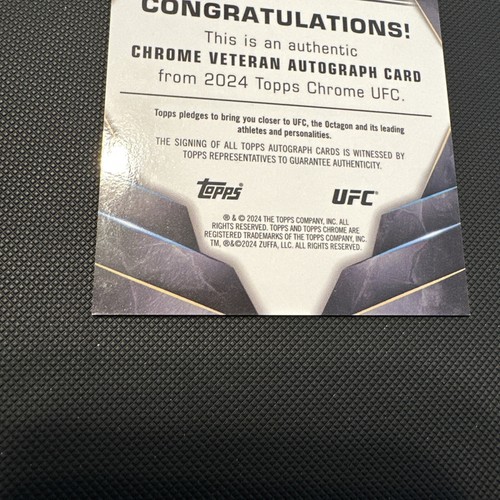 CONGRATULATIONS!
This is an authentic
CHROME VETERAN AUTOGRAPH CARD
from 2024 Topps Chrome UFC.
Topps pledges to bring you closer to UFC, the Octagon and its leading
athletes and personalities.
THE SIGNING OF ALL TOPPS AUTOGRAPH CARDS IS WITNESSED BY
TOPPS REPRESENTATIVES TO GUARANTEE AUTHENTICITY.
TOPPS UFC
® & © 2024 THE TOPPS COMPANY, INC. ALL
RIGHTS RESERVED. TOPPS AND TOPPS CHROME ARE
REGISTERED TRADEMARKS OF THE TOPPS COMPANY, INC.
TM, ®&©2024 ZUFFA, LLC. ALL RIGHTS RESERVED.